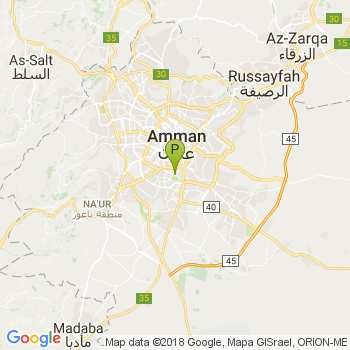 35
Az-Zarqa
الزرقاء
As-Salt
السلط
30
Russayfah
الرصيفة
30
Amman
P
45
NA'UR
منطقة ناعور
40
45
35
Madaba
مادبا
Google
Map data ©2018 Google, Mapa GISrael, ORION-ME